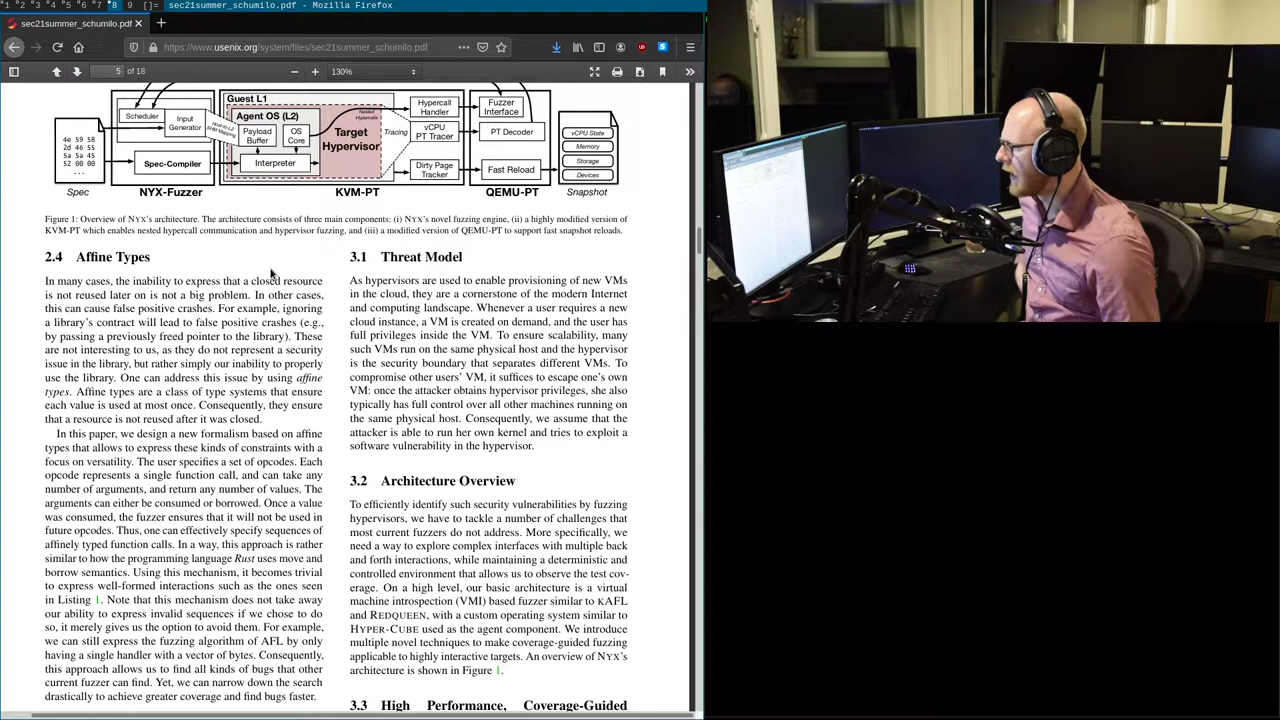 1 2 3 4 5 6 7 8 9 []= sec21summer_schumilo.pdf - Mozilla Firefox
sec21summer_schumilo.pdf
https://www.usenix.org/system/files/sec21summer_schumilo.pdf
5 of 18
130%
Guest L1
Scheduler
Input Generator
Host-to-L2 SHM Mapping
Agent OS (L2)
Payload Buffer
OS Core
Nested Hypercalls
Target Hypervisor
Tracing
Hypercall Handler
vCPU PT Tracer
Fuzzer Interface
PT Decoder
vCPU State
Memory
Storage
Devices
4e 59 58
2d 46 55
5a 5a 45
52 00 00
...
Spec-Compiler
Interpreter
Dirty Page Tracker
Fast Reload
Spec
NYX-Fuzzer
KVM-PT
QEMU-PT
Snapshot
Figure 1: Overview of NYX's architecture. The architecture consists of three main components: (i) NYX's novel fuzzing engine, (ii) a highly modified version of
KVM-PT which enables nested hypercall communication and hypervisor fuzzing, and (iii) a modified version of QEMU-PT to support fast snapshot reloads.
2.4 Affine Types
In many cases, the inability to express that a closed resource
is not reused later on is not a big problem. In other cases,
this can cause false positive crashes. For example, ignoring
a library's contract will lead to false positive crashes (e.g.,
by passing a previously freed pointer to the library). These
are not interesting to us, as they do not represent a security
issue in the library, but rather simply our inability to properly
use the library. One can address this issue by using affine
types. Affine types are a class of type systems that ensure
each value is used at most once. Consequently, they ensure
that a resource is not reused after it was closed.
In this paper, we design a new formalism based on affine
types that allows to express these kinds of constraints with a
focus on versatility. The user specifies a set of opcodes. Each
opcode represents a single function call, and can take any
number of arguments, and return any number of values. The
arguments can either be consumed or borrowed. Once a value
was consumed, the fuzzer ensures that it will not be used in
future opcodes. Thus, one can effectively specify sequences of
affinely typed function calls. In a way, this approach is rather
similar to how the programming language Rust uses move and
borrow semantics. Using this mechanism, it becomes trivial
to express well-formed interactions such as the ones seen
in Listing 1. Note that this mechanism does not take away
our ability to express invalid sequences if we chose to do
so, it merely gives us the option to avoid them. For example,
we can still express the fuzzing algorithm of AFL by only
having a single handler with a vector of bytes. Consequently,
this approach allows us to find all kinds of bugs that other
current fuzzer can find. Yet, we can narrow down the search
drastically to achieve greater coverage and find bugs faster.
3.1 Threat Model
As hypervisors are used to enable provisioning of new VMs
in the cloud, they are a cornerstone of the modern Internet
and computing landscape. Whenever a user requires a new
cloud instance, a VM is created on demand, and the user has
full privileges inside the VM. To ensure scalability, many
such VMs run on the same physical host and the hypervisor
is the security boundary that separates different VMs. To
compromise other users' VM, it suffices to escape one's own
VM: once the attacker obtains hypervisor privileges, she also
typically has full control over all other machines running on
the same physical host. Consequently, we assume that the
attacker is able to run her own kernel and tries to exploit a
software vulnerability in the hypervisor.
3.2 Architecture Overview
To efficiently identify such security vulnerabilities by fuzzing
hypervisors, we have to tackle a number of challenges that
most current fuzzers do not address. More specifically, we
need a way to explore complex interfaces with multiple back
and forth interactions, while maintaining a deterministic and
controlled environment that allows us to observe the test cov-
erage. On a high level, our basic architecture is a virtual
machine introspection (VMI) based fuzzer similar to KAFL
and REDQUEEN, with a custom operating system similar to
HYPER-CUBE used as the agent component. We introduce
multiple novel techniques to make coverage-guided fuzzing
applicable to highly interactive targets. An overview of NYX's
architecture is shown in Figure 1.
3.3 High Performance, Coverage-Guided